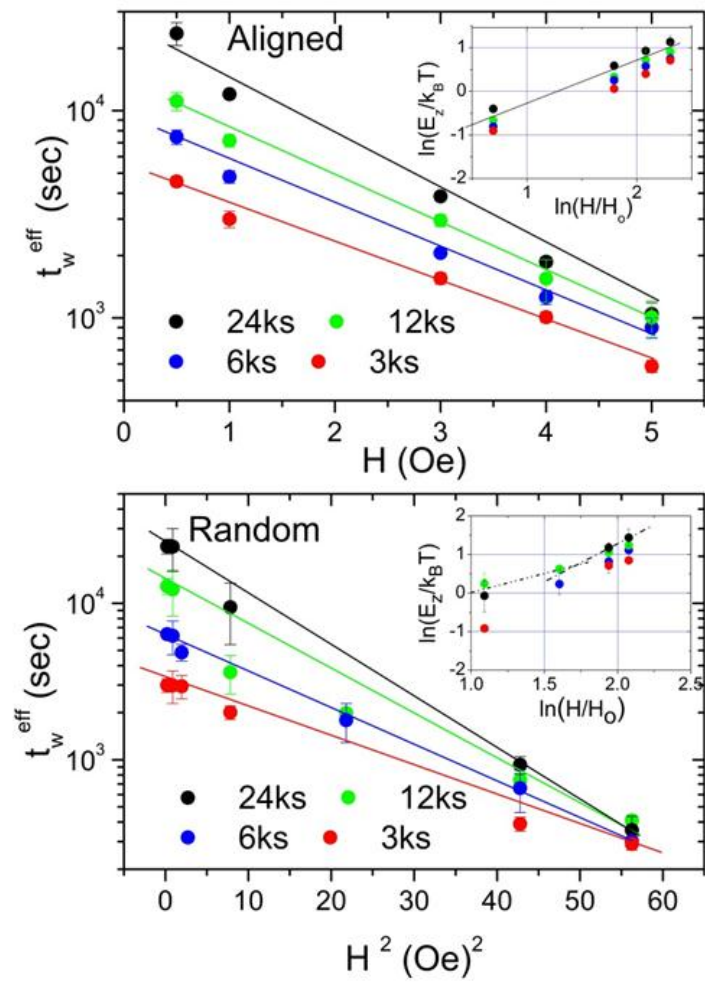 Aligned
10^4
10^3
t_w^eff (sec)
24ks
12ks
6ks
3ks
0
1
2
3
4
5
H (Oe)
1
0
-1
-2
ln(E_z/k_BT)
1
2
ln(H/H_o)
Random
10^4
10^3
t_w^eff (sec)
24ks
12ks
6ks
3ks
0
10
20
30
40
50
60
H ^2 (Oe)^2
2
1
0
-1
-2
ln(E_z/k_BT)
1.0
1.5
2.0
2.5
ln(H/H_O)